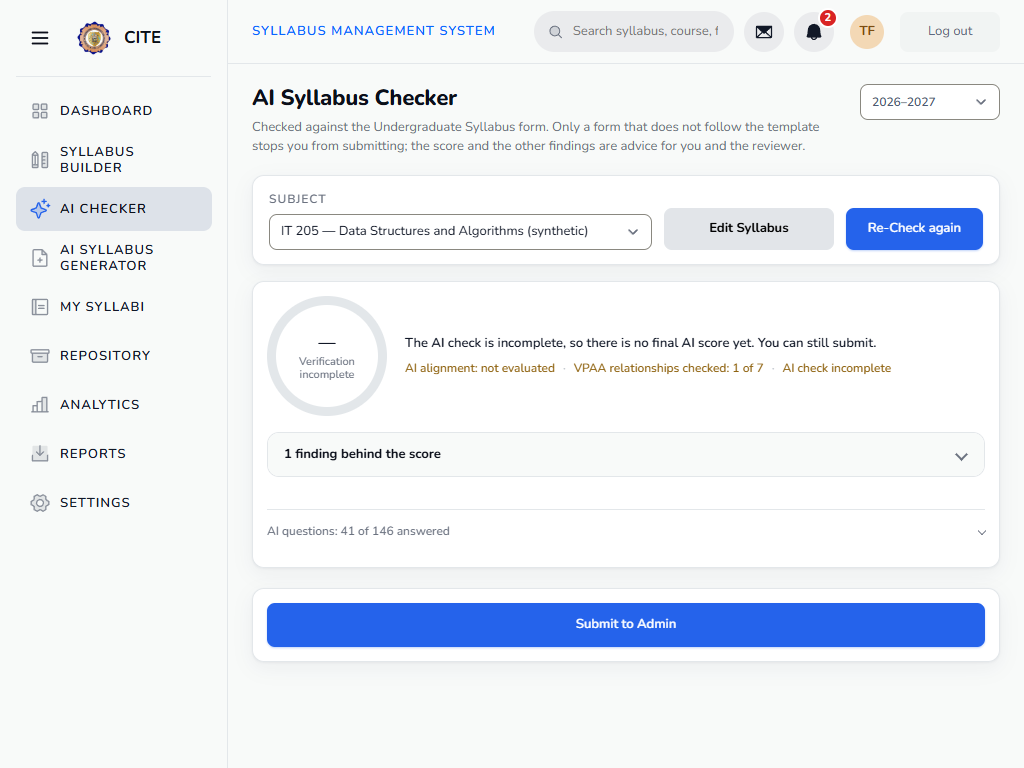 CITE
SYLLABUS MANAGEMENT SYSTEM
Search syllabus, course, f
2
TF
Log out
DASHBOARD
SYLLABUS
BUILDER
AI CHECKER
AI SYLLABUS
GENERATOR
MY SYLLABI
REPOSITORY
ANALYTICS
REPORTS
SETTINGS
AI Syllabus Checker
2026–2027
Checked against the Undergraduate Syllabus form. Only a form that does not follow the template
stops you from submitting; the score and the other findings are advice for you and the reviewer.
SUBJECT
IT 205 — Data Structures and Algorithms (synthetic)
Edit Syllabus
Re-Check again
—
Verification
incomplete
The AI check is incomplete, so there is no final AI score yet. You can still submit.
AI alignment: not evaluated · VPAA relationships checked: 1 of 7 · AI check incomplete
1 finding behind the score
AI questions: 41 of 146 answered
Submit to Admin